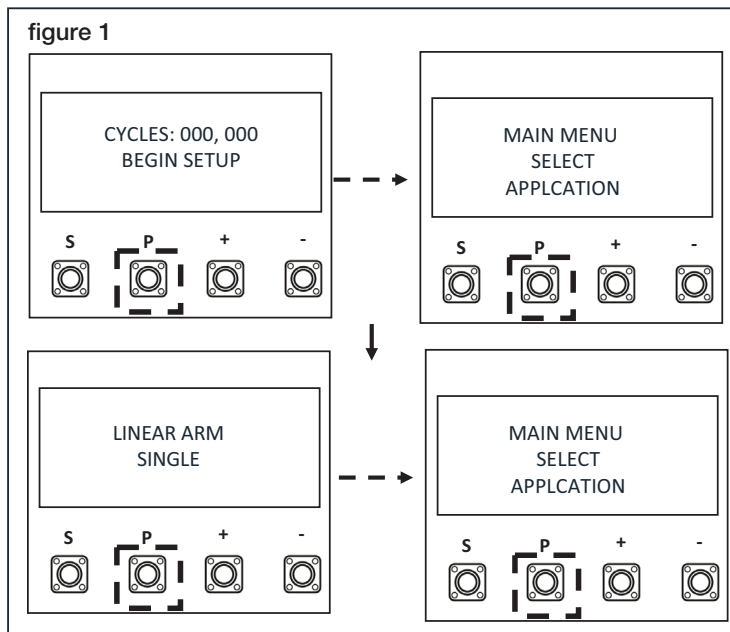 figure 1
CYCLES: 000, 000
BEGIN SETUP
S P + -
MAIN MENU
SELECT
APPLCATION
S P + -
LINEAR ARM
SINGLE
S P + -
MAIN MENU
SELECT
APPLCATION
S P + -